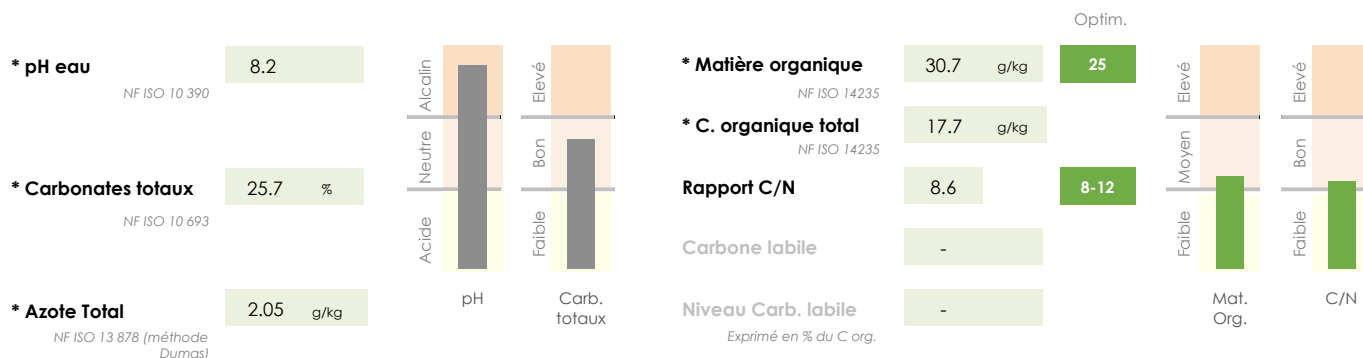 * pH eau
8.2
NF ISO 10 390
* Carbonates totaux
25.7 %
NF ISO 10 693
* Azote Total
2.05 g/kg
NF ISO 13 878 (méthode
Dumas)
Alcalin
Neutre
Acide
pH
Elevé
Bon
Faible
Carb.
totaux
Optim.
* Matière organique
30.7 g/kg
25
NF ISO 14235
* C. organique total
17.7 g/kg
NF ISO 14235
Rapport C/N
8.6
8-12
Carbone labile
-
Niveau Carb. labile
-
Exprimé en % du C org.
Elevé
Moyen
Faible
Mat.
Org.
Elevé
Bon
Faible
C/N